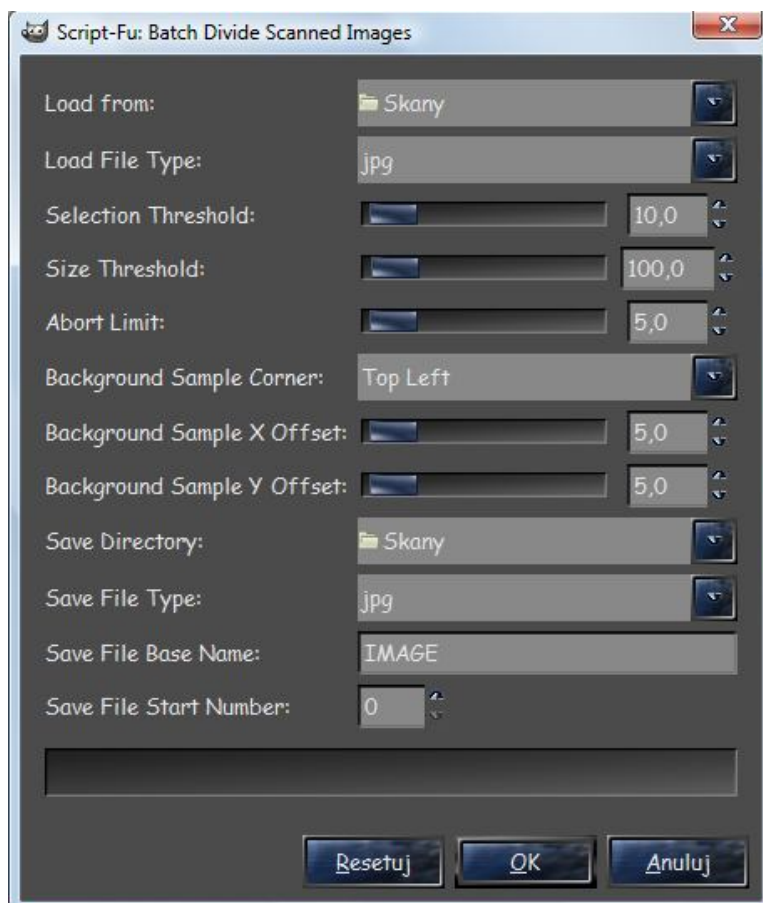 Script-Fu: Batch Divide Scanned Images
Load from: Skany
Load File Type: jpg
Selection Threshold: 10,0
Size Threshold: 100,0
Abort Limit: 5,0
Background Sample Corner: Top Left
Background Sample X Offset: 5,0
Background Sample Y Offset: 5,0
Save Directory: Skany
Save File Type: jpg
Save File Base Name: IMAGE
Save File Start Number: 0
Resetuj OK Anuluj